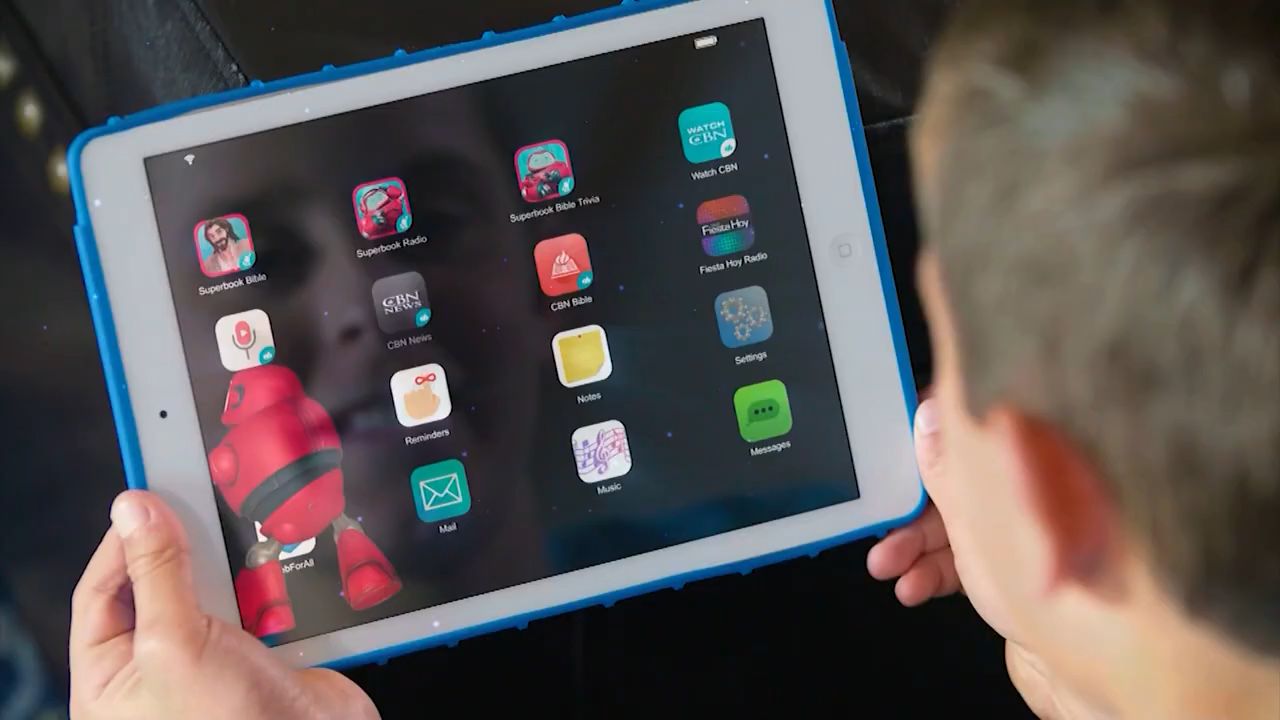 WATCH
CBN
Watch CBN
Superbook Bible Trivia
Superbook Radio
Superbook Bible
Fiesta Hoy
Fiesta Hoy Radio
CBN Bible
CBN
NEWS
CBN News
Settings
Notes
Reminders
Messages
Music
Mail
bForAll